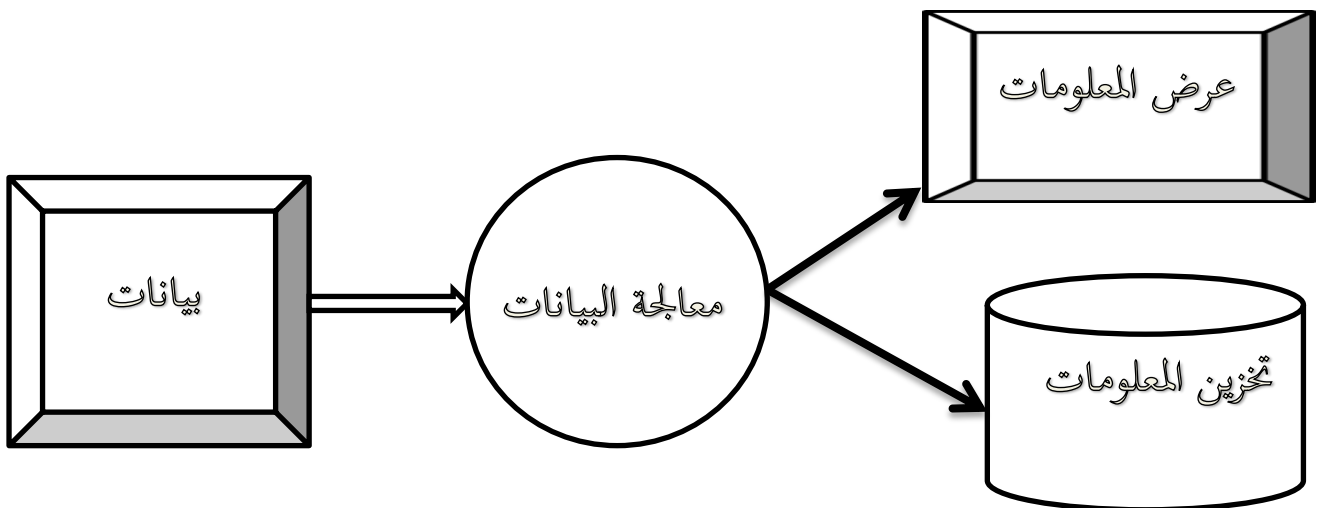 عرض المعلومات
بيانات
معالجة البيانات
تخزين المعلومات